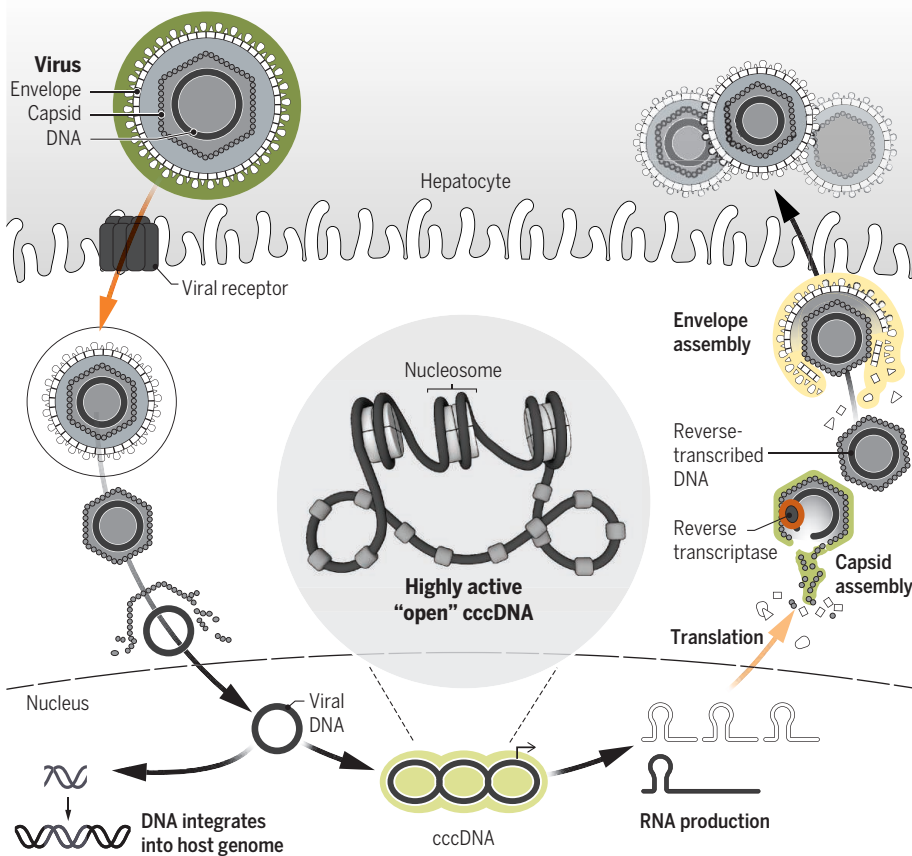 Virus
Envelope
Capsid
DNA
Hepatocyte
Viral receptor
Nucleosome
Highly active
“open” cccDNA
Envelope
assembly
Reverse-
transcribed
DNA
Reverse
transcriptase
Capsid
assembly
Translation
Nucleus
Viral
DNA
DNA integrates
into host genome
cccDNA
RNA production